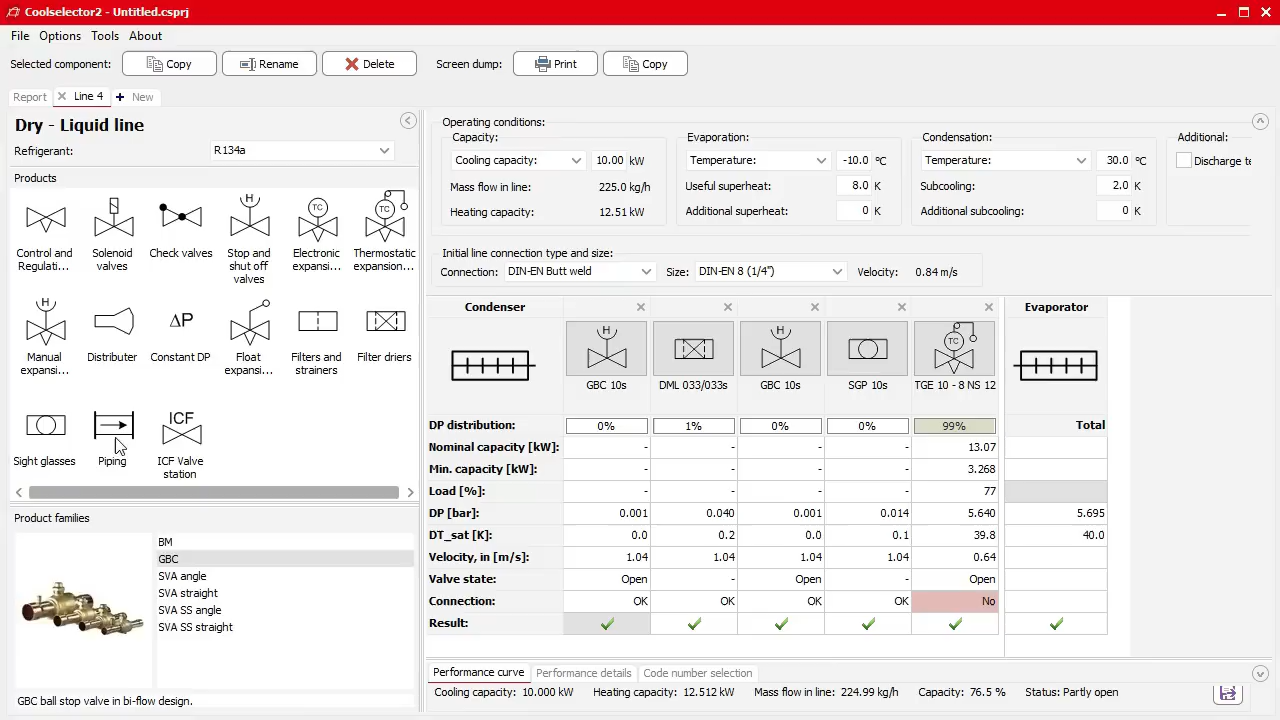 Coolselector2 - Untitled.csprj
File Options Tools About
Selected component: Copy Rename Delete Screen dump: Print Copy
Report Line 4 + New
Dry - Liquid line
Refrigerant: R134a
Products
Control and Regulati...
Solenoid valves
Check valves
Stop and shut off valves
Electronic expansi...
Thermostatic expansion...
H
H
TC
TC
Manual expansi...
Distributer
ΔP
Constant DP
Float expansi...
Filters and strainers
Filter driers
Sight glasses
Piping
ICF
ICF Valve station
Product families
BM
GBC
SVA angle
SVA straight
SVA SS angle
SVA SS straight
GBC ball stop valve in bi-flow design.
Operating conditions:
Capacity:
Cooling capacity: 10.00 kW
Mass flow in line: 225.0 kg/h
Heating capacity: 12.51 kW
Evaporation:
Temperature: -10.0 °C
Useful superheat: 8.0 K
Additional superheat: 0 K
Condensation:
Temperature: 30.0 °C
Subcooling: 2.0 K
Additional subcooling: 0 K
Additional:
Discharge te
Initial line connection type and size:
Connection: DIN-EN Butt weld Size: DIN-EN 8 (1/4") Velocity: 0.84 m/s
Condenser Evaporator
H H TC
GBC 10s DML 033/033s GBC 10s SGP 10s TGE 10 - 8 NS 12
DP distribution: 0% 1% 0% 0% 99% Total
Nominal capacity [kW]: - - - - 13.07
Min. capacity [kW]: - - - - 3.268
Load [%]: - - - - 77
DP [bar]: 0.001 0.040 0.001 0.014 5.640 5.695
DT_sat [K]: 0.0 0.2 0.0 0.1 39.8 40.0
Velocity, in [m/s]: 1.04 1.04 1.04 1.04 0.64
Valve state: Open - Open - Open
Connection: OK OK OK OK No
Result:
Performance curve Performance details Code number selection
Cooling capacity: 10.000 kW Heating capacity: 12.512 kW Mass flow in line: 224.99 kg/h Capacity: 76.5 % Status: Partly open